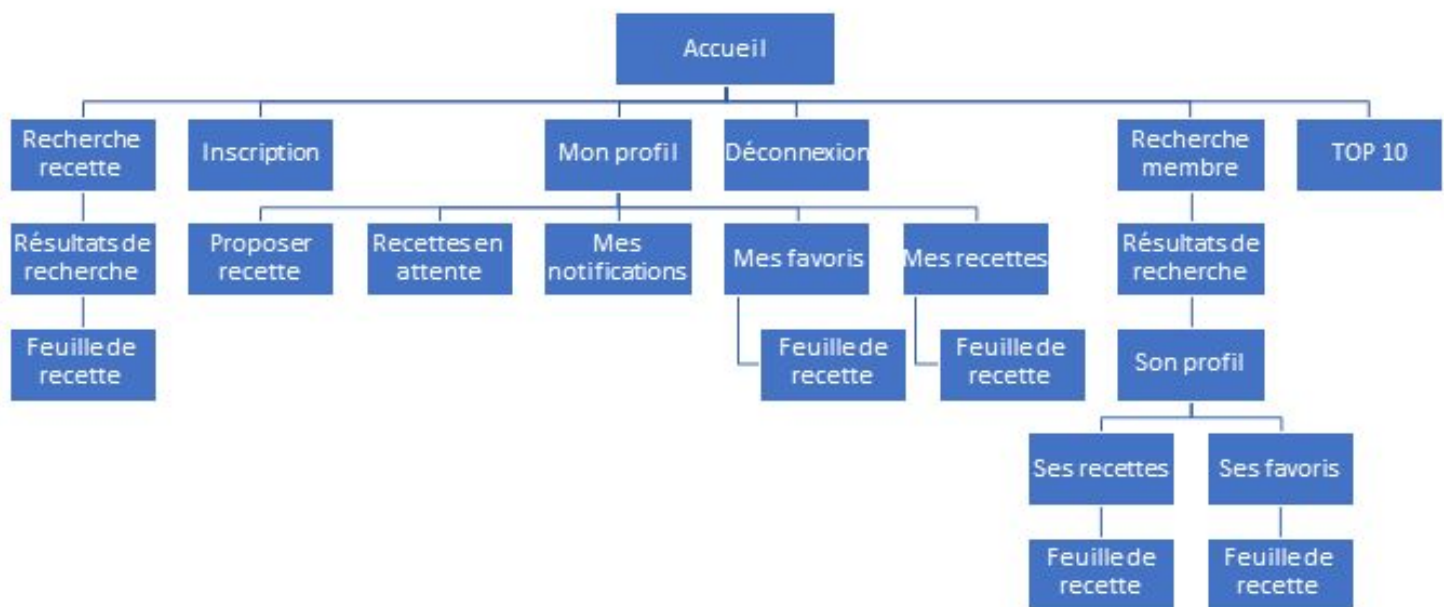 Accueil
Recherche
recette
Inscription
Mon profil
Déconnexion
Recherche
membre
TOP 10
Résultats de
recherche
Proposer
recette
Recettes en
attente
Mes
notifications
Mes favoris
Mes recettes
Résultats de
recherche
Feuille de
recette
Feuille de
recette
Feuille de
recette
Son profil
Ses recettes
Ses favoris
Feuille de
recette
Feuille de
recette